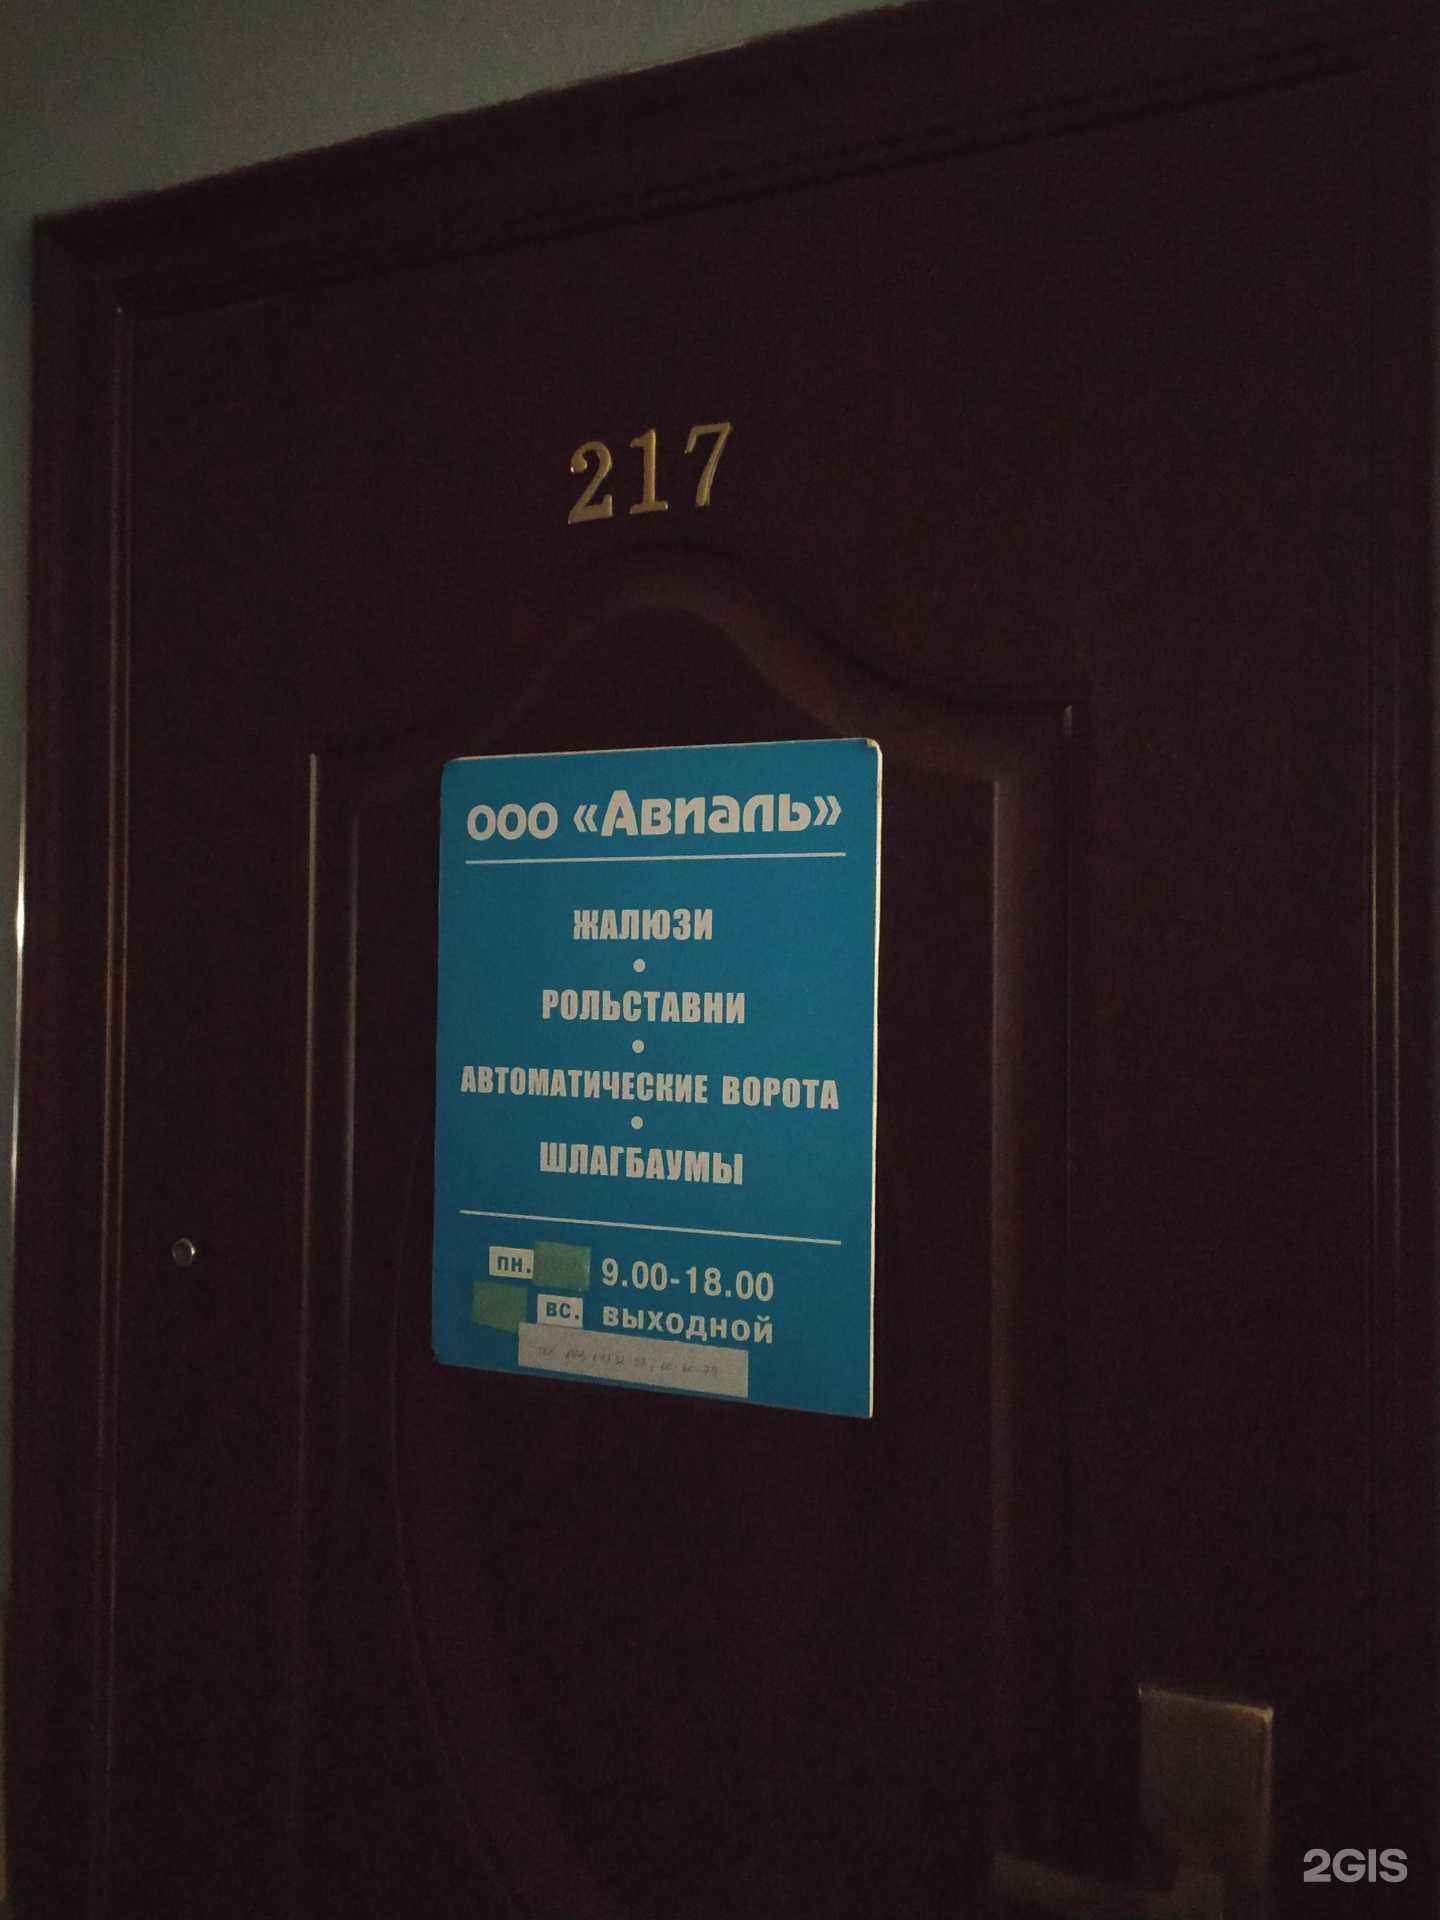 217
ООО «Авиаль»
ЖАЛЮЗИ
•
РОЛЬСТАВНИ
•
АВТОМАТИЧЕСКИЕ ВОРОТА
•
ШЛАГБАУМЫ
ПН. 9.00-18.00
ВС. ВЫХОДНОЙ
2GIS